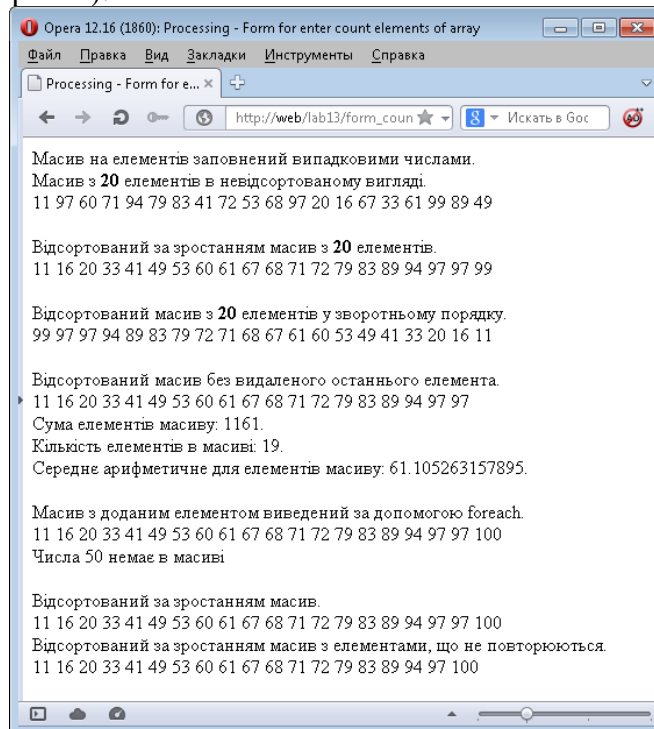 Opera 12.16 (1860): Processing - Form for enter count elements of array
Файл Правка Вид Закладки Инструменты Справка
Processing - Form for e...
http://web/lab13/form_coun
Искать в Goo
Масив на елементів заповнений випадковими числами.
Масив з 20 елементів в невідсортованому вигляді.
11 97 60 71 94 79 83 41 72 53 68 97 20 16 67 33 61 99 89 49
Відсортований за зростанням масив з 20 елементів.
11 16 20 33 41 49 53 60 61 67 68 71 72 79 83 89 94 97 97 99
Відсортований масив з 20 елементів у зворотньому порядку.
99 97 97 94 89 83 79 72 71 68 67 61 60 53 49 41 33 20 16 11
Відсортований масив без видаленого останнього елемента.
11 16 20 33 41 49 53 60 61 67 68 71 72 79 83 89 94 97 97
Сума елементів масиву: 1161.
Кількість елементів в масиві: 19.
Середнє арифметичне для елементів масиву: 61.105263157895.
Масив з доданим елементом виведений за допомогою foreach.
11 16 20 33 41 49 53 60 61 67 68 71 72 79 83 89 94 97 97 100
Числа 50 немає в масиві
Відсортований за зростанням масив.
11 16 20 33 41 49 53 60 61 67 68 71 72 79 83 89 94 97 97 100
Відсортований за зростанням масив з елементами, що не повторюються.
11 16 20 33 41 49 53 60 61 67 68 71 72 79 83 89 94 97 100